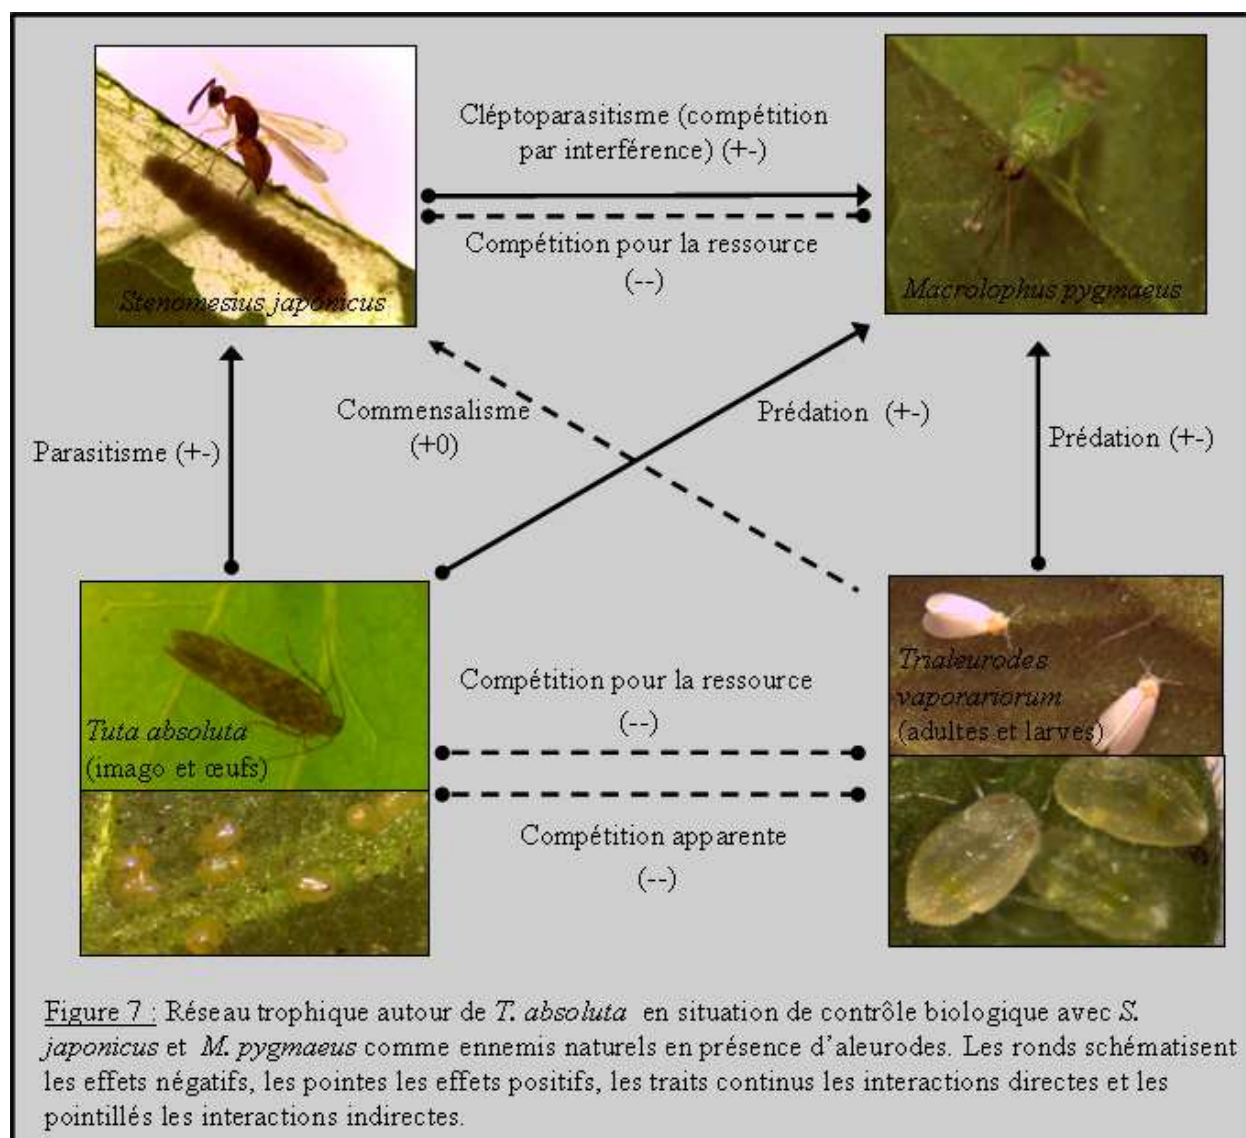 Cléptoparasitisme (compétition
par interférence) (+-)
Compétition pour la ressource
(--)
Stenomesius japonicus
Macrolophus pygmaeus
Commensalisme
(+0)
Prédation (+-)
Parasitisme (+-)
Prédation (+-)
Compétition pour la ressource
(--)
Tuta absoluta
(imago et œufs)
Trialeurodes
vaporariorum
(adultes et larves)
Compétition apparente
(--)
Figure 7 : Réseau trophique autour de T. absoluta en situation de contrôle biologique avec S.
japonicus et M. pygmaeus comme ennemis naturels en présence d’aleurodes. Les ronds schématisent
les effets négatifs, les pointes les effets positifs, les traits continus les interactions directes et les
pointillés les interactions indirectes.